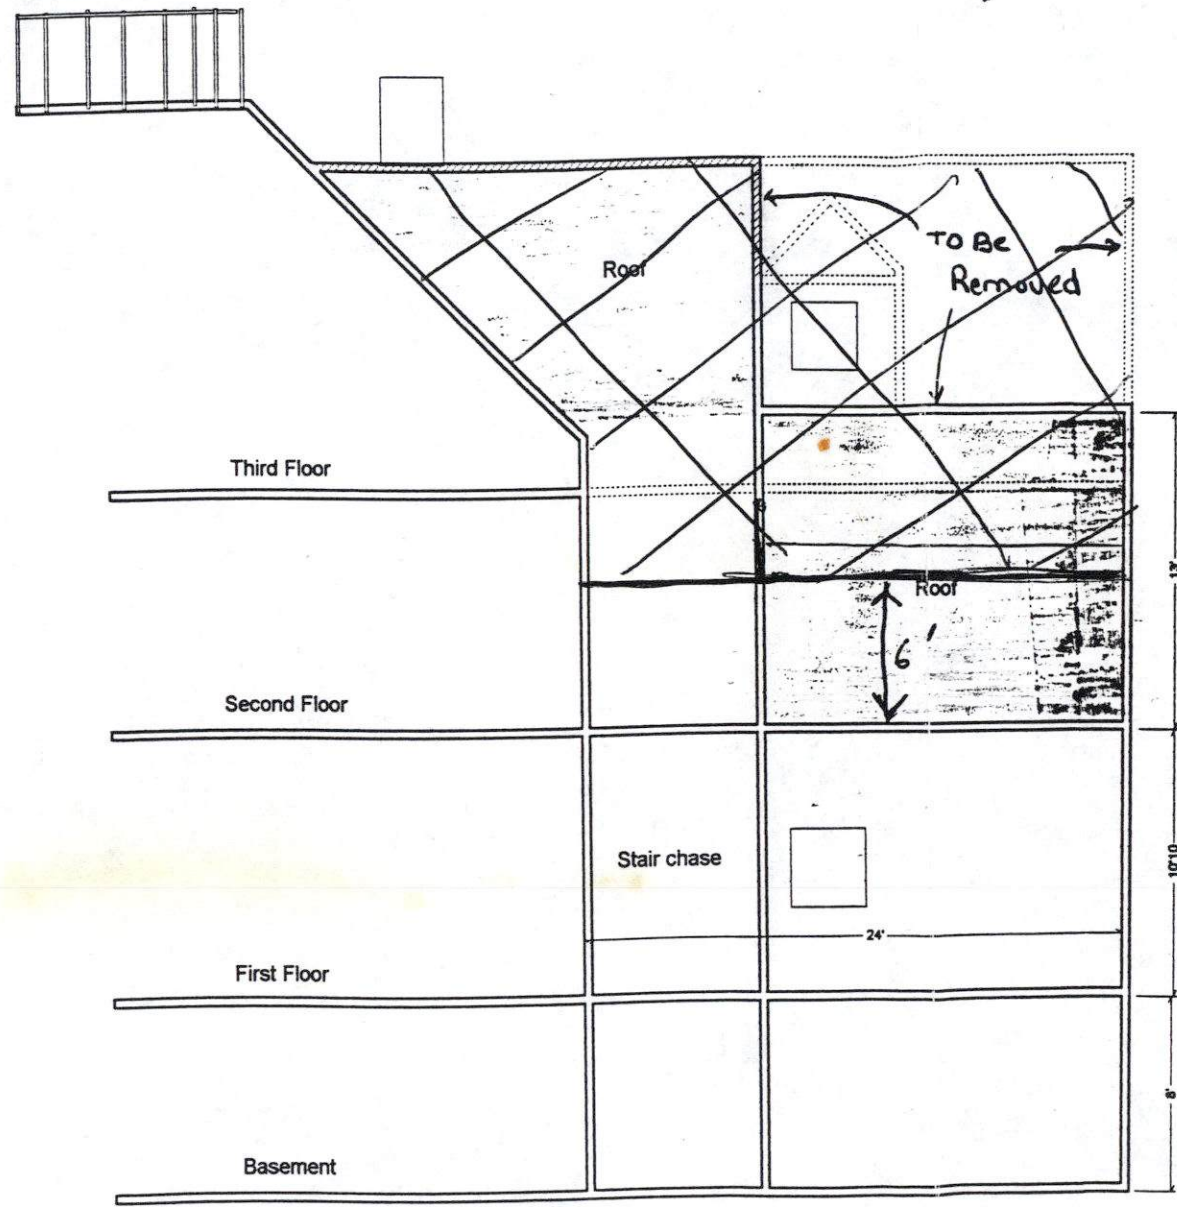 Roof
To Be
Removed
Third Floor
13'
Roof
6'
Second Floor
Stair chase
10'10
24'
First Floor
8'
Basement